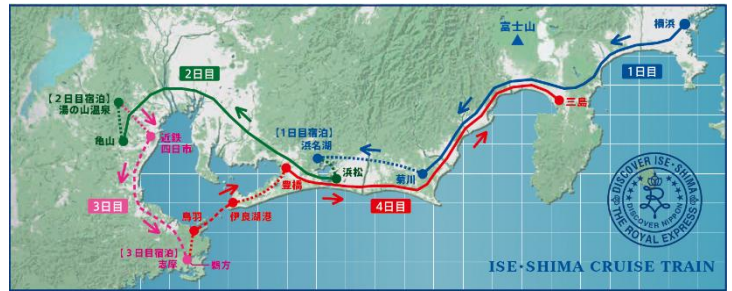 富士山
横浜
1日目
三島
2日目
【2日目宿泊】
湯の山温泉
亀山
近鉄
四日市
【1日目宿泊】
浜名湖
浜松
菊川
豊橋
4日目
3日目
鳥羽
伊良湖港
【3日目宿泊】
志摩
鵜方
DISCOVER ISE・SHIMA
DISCOVER NIPPON
THE ROYAL EXPRESS
ISE・SHIMA CRUISE TRAIN